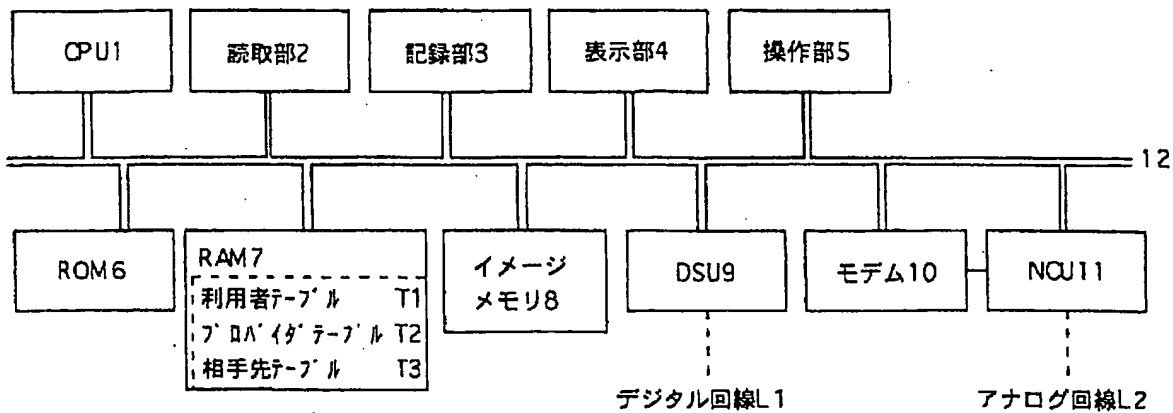 CPU1
読取部2
記録部3
表示部4
操作部5
12
ROM6
RAM7
利用者テーブル T1
プロバイダテーブル T2
相手先テーブル T3
イメージ
メモリ8
DSU9
モデム10
NCU11
デジタル回線L1
アナログ回線L2